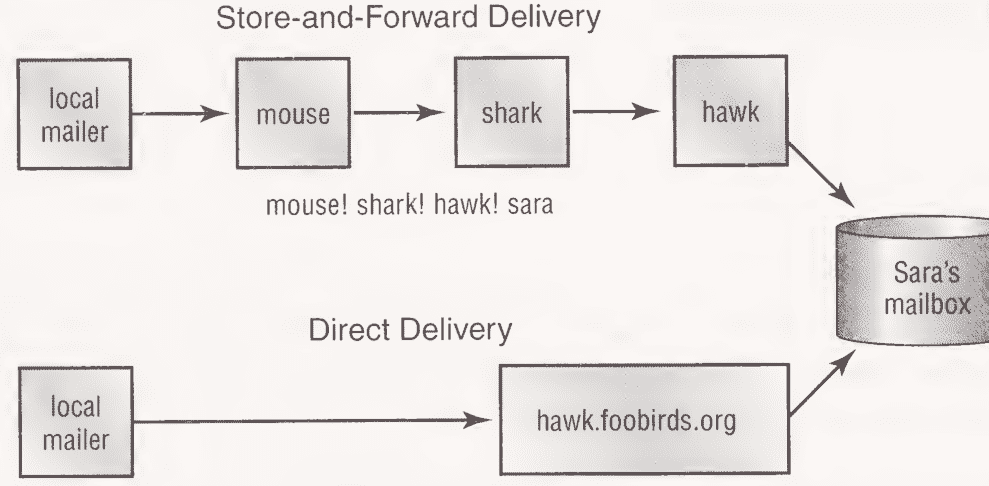 Store-and-Forward Delivery
local
mailer
mouse
shark
hawk
mouse! shark! hawk! sara
Sara's
mailbox
Direct Delivery
local
mailer
hawk.foobirds.org